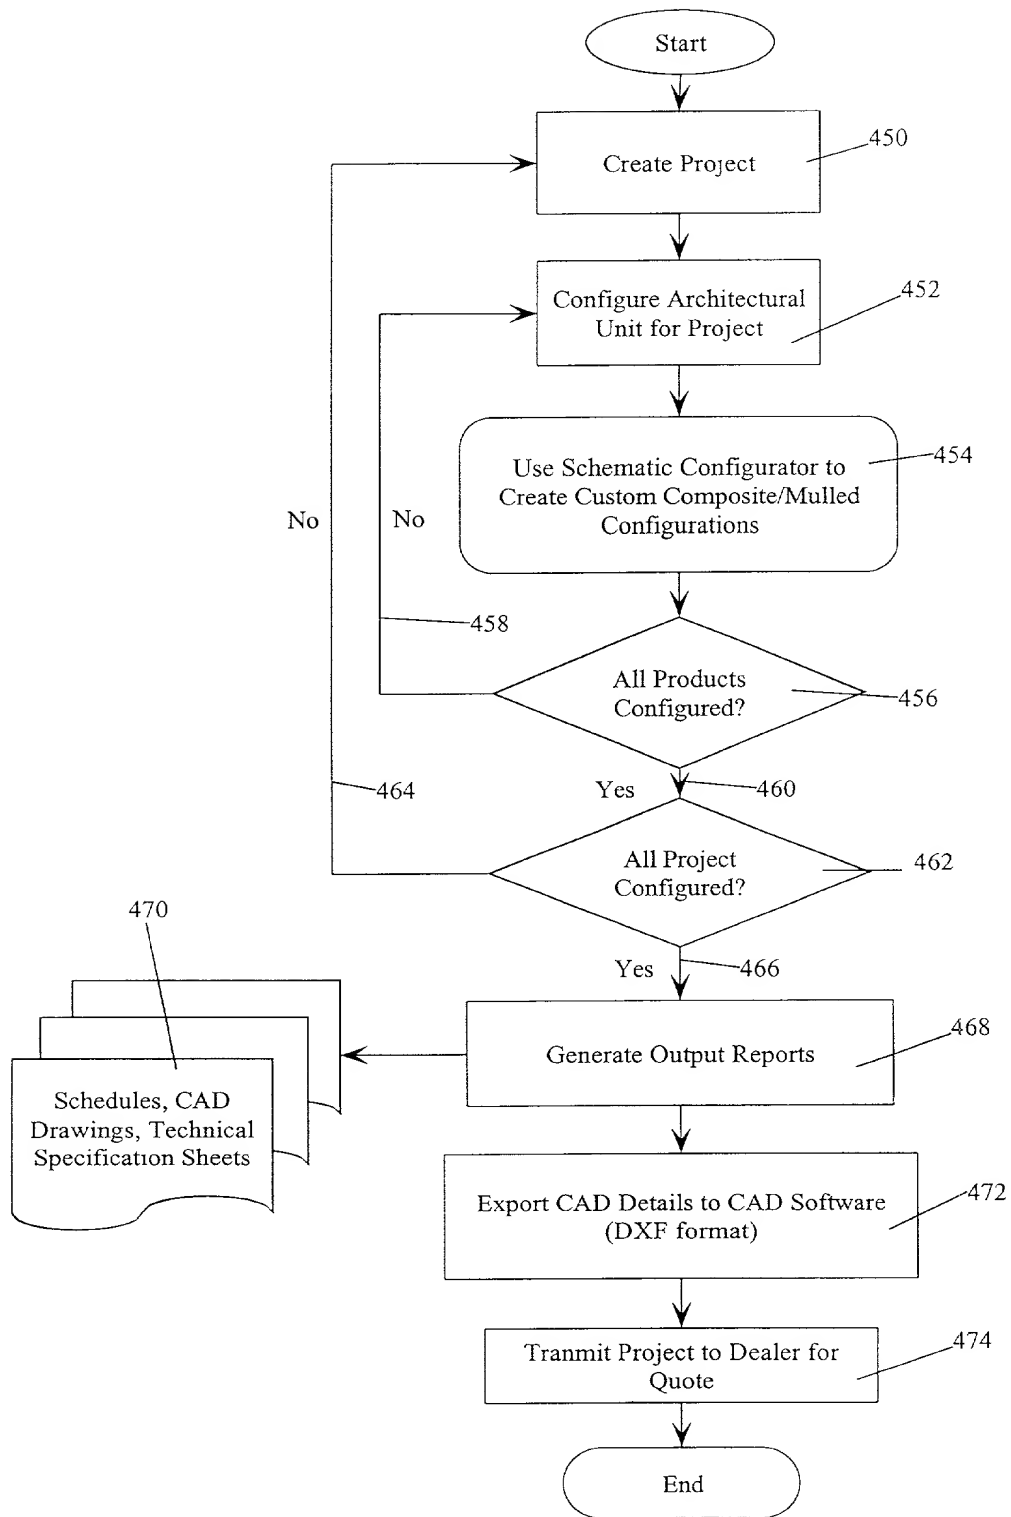 Start
Create Project
450
Configure Architectural
Unit for Project
452
Use Schematic Configurator to
Create Custom Composite/Mulled
Configurations
454
No
No
458
All Products
Configured?
456
464
Yes
460
All Project
Configured?
462
470
Yes
466
Generate Output Reports
468
Schedules, CAD
Drawings, Technical
Specification Sheets
Export CAD Details to CAD Software
(DXF format)
472
Tranmit Project to Dealer for
Quote
474
End